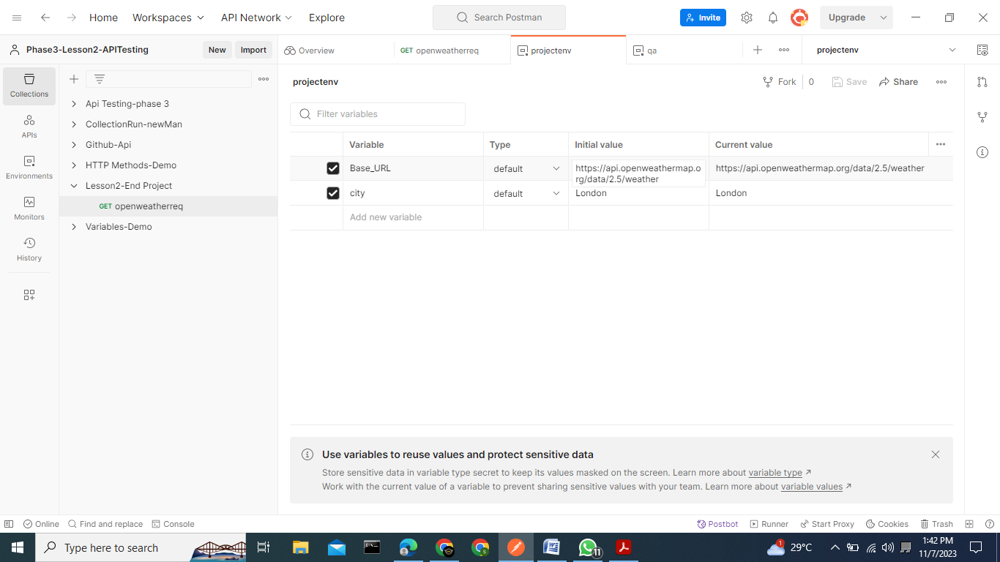 Home Workspaces API Network Explore Search Postman Invite Upgrade
Phase3-Lesson2-APITesting New Import Overview GET openweatherreq projectenv qa projectenv
Collections
APIs
Environments
Monitors
History
Api Testing-phase 3
CollectionRun-newMan
Github-Api
HTTP Methods-Demo
Lesson2-End Project
GET openweatherreq
Variables-Demo
projectenv Fork 0 Save Share
Filter variables
Variable Type Initial value Current value
Base_URL default https://api.openweathermap.o https://api.openweathermap.org/data/2.5/weather
rg/data/2.5/weather
city default London London
Add new variable
Use variables to reuse values and protect sensitive data
Store sensitive data in variable type secret to keep its values masked on the screen. Learn more about variable type ↗
Work with the current value of a variable to prevent sharing sensitive values with your team. Learn more about variable values ↗
Online Find and replace Console Postbot Runner Start Proxy Cookies Trash
Type here to search 11 1 29°C 1:42 PM
11/7/2023